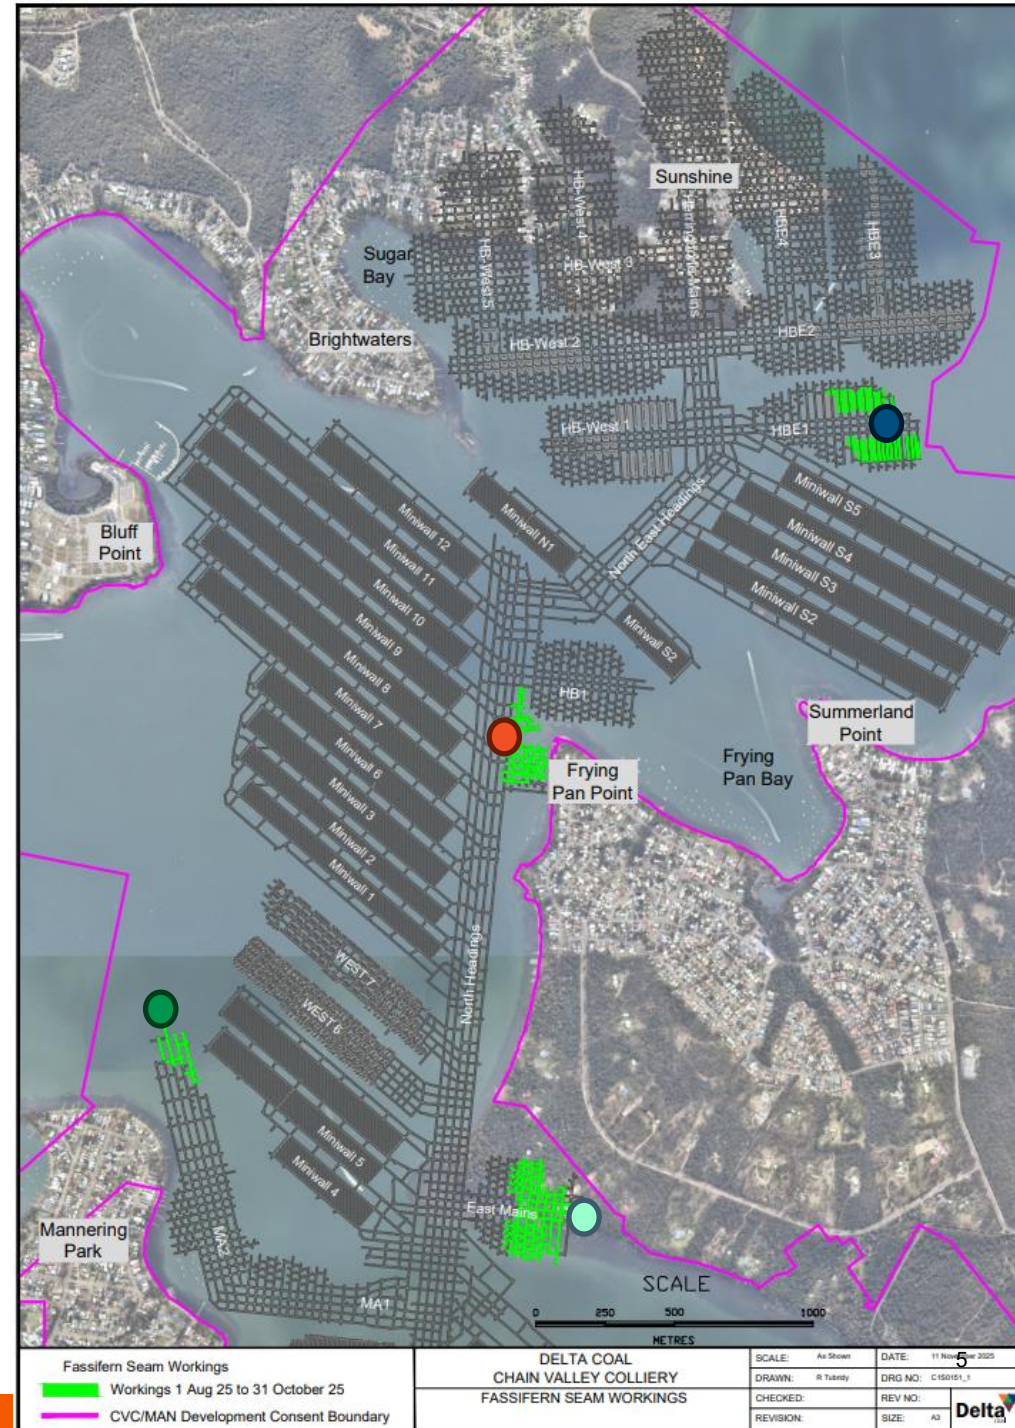 Sunshine
HB-West 4
HB-West 5
HB-West 3
HBE4
HBE3
Sugar
Bay
Brightwaters
HB-West 2
HBE2
HB-West 1
HBE1
Miniwall S5
Miniwall S4
Miniwall S3
Miniwall S2
North East Headings
Miniwall N1
Miniwall 12
Miniwall 11
Miniwall 10
Miniwall 9
Miniwall 8
Miniwall 7
Miniwall 6
Miniwall 3
Miniwall 2
Miniwall 1
Bluff
Point
Miniwall S2
HB1
Summerland
Point
Frying
Pan Point
Frying
Pan Bay
North Headings
WEST 7
WEST 6
Miniwall 5
Miniwall 4
East Mains
Mannering
Park
MA2
MA1
SCALE
0 250 500 1000
METRES
Fassifern Seam Workings
Workings 1 Aug 25 to 31 October 25
CVC/MAN Development Consent Boundary
DELTA COAL
CHAIN VALLEY COLLIERY
FASSIFERN SEAM WORKINGS
SCALE: As Shown
DATE: 11 November 2025
5
DRAWN: R Tubridy
DRG NO: C150151_1
CHECKED:
REV NO:
REVISION:
SIZE: A3
Delta